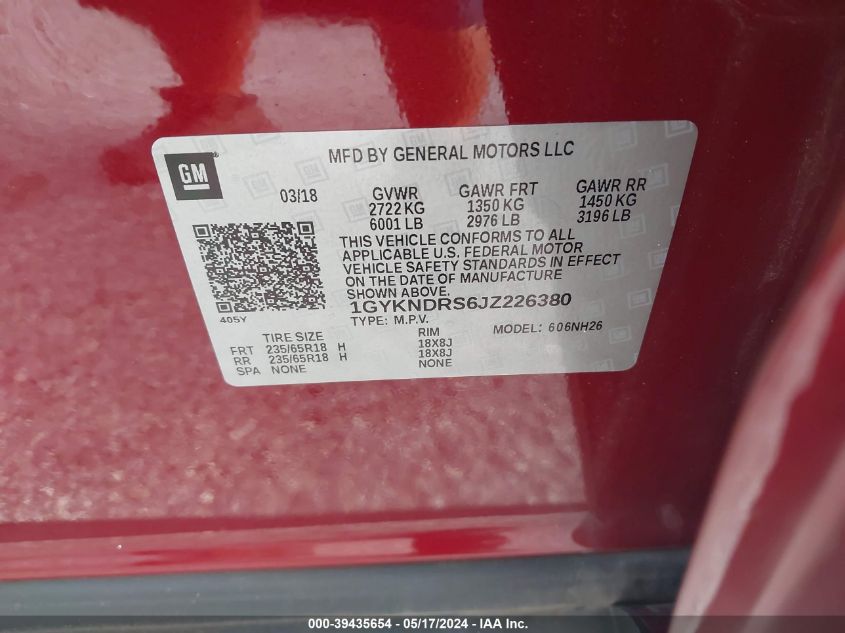 GM
MFD BY GENERAL MOTORS LLC
03/18 GVWR GAWR FRT GAWR RR
2722 KG 1350 KG 1450 KG
6001 LB 2976 LB 3196 LB
THIS VEHICLE CONFORMS TO ALL
APPLICABLE U.S. FEDERAL MOTOR
VEHICLE SAFETY STANDARDS IN EFFECT
ON THE DATE OF MANUFACTURE
SHOWN ABOVE.
405Y
1GYKNDRS6JZ226380
TYPE: M.P.V. MODEL: 606NH26
TIRE SIZE RIM
FRT 235/65R18 H 18X8J
RR 235/65R18 H 18X8J
SPA NONE NONE
000-39435654 / 05/17/2024 - IAA Inc.